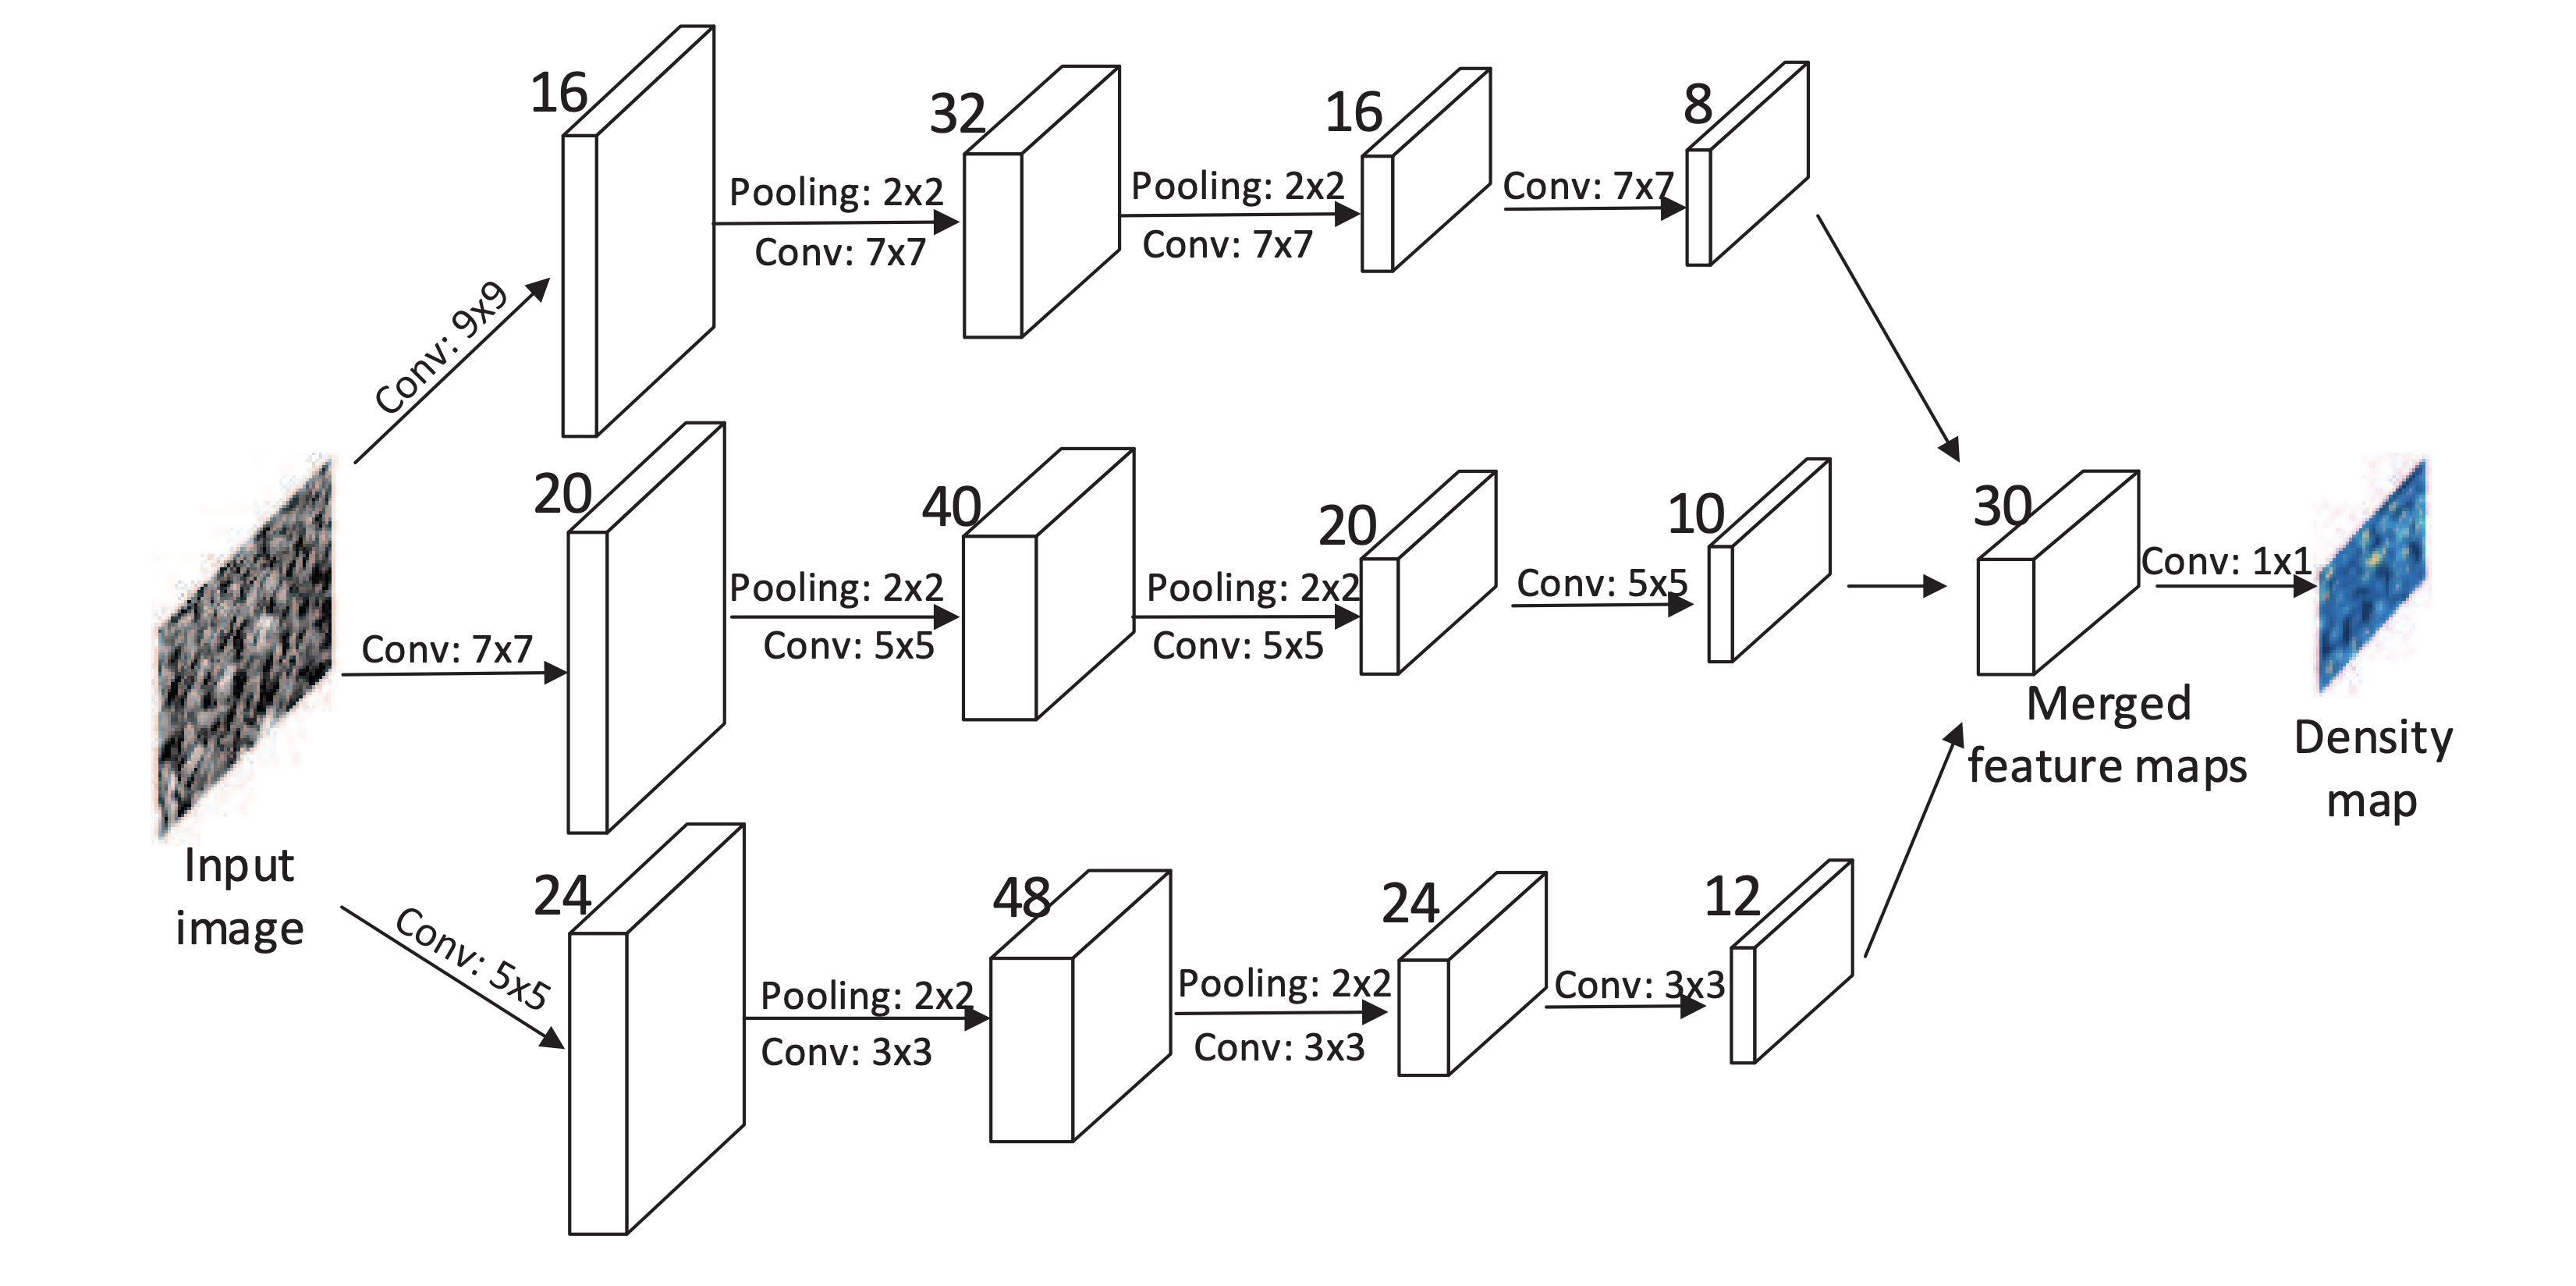 16
Pooling: 2x2
Conv: 7x7
32
Pooling: 2x2
Conv: 7x7
16
Conv: 7x7
8
Conv: 9x9
Conv: 7x7
20
Pooling: 2x2
Conv: 5x5
40
Pooling: 2x2
Conv: 5x5
20
Conv: 5x5
10
30
Conv: 1x1
Merged
feature maps
Density
map
Input
image
Conv: 5x5
24
Pooling: 2x2
Conv: 3x3
48
Pooling: 2x2
Conv: 3x3
24
Conv: 3x3
12